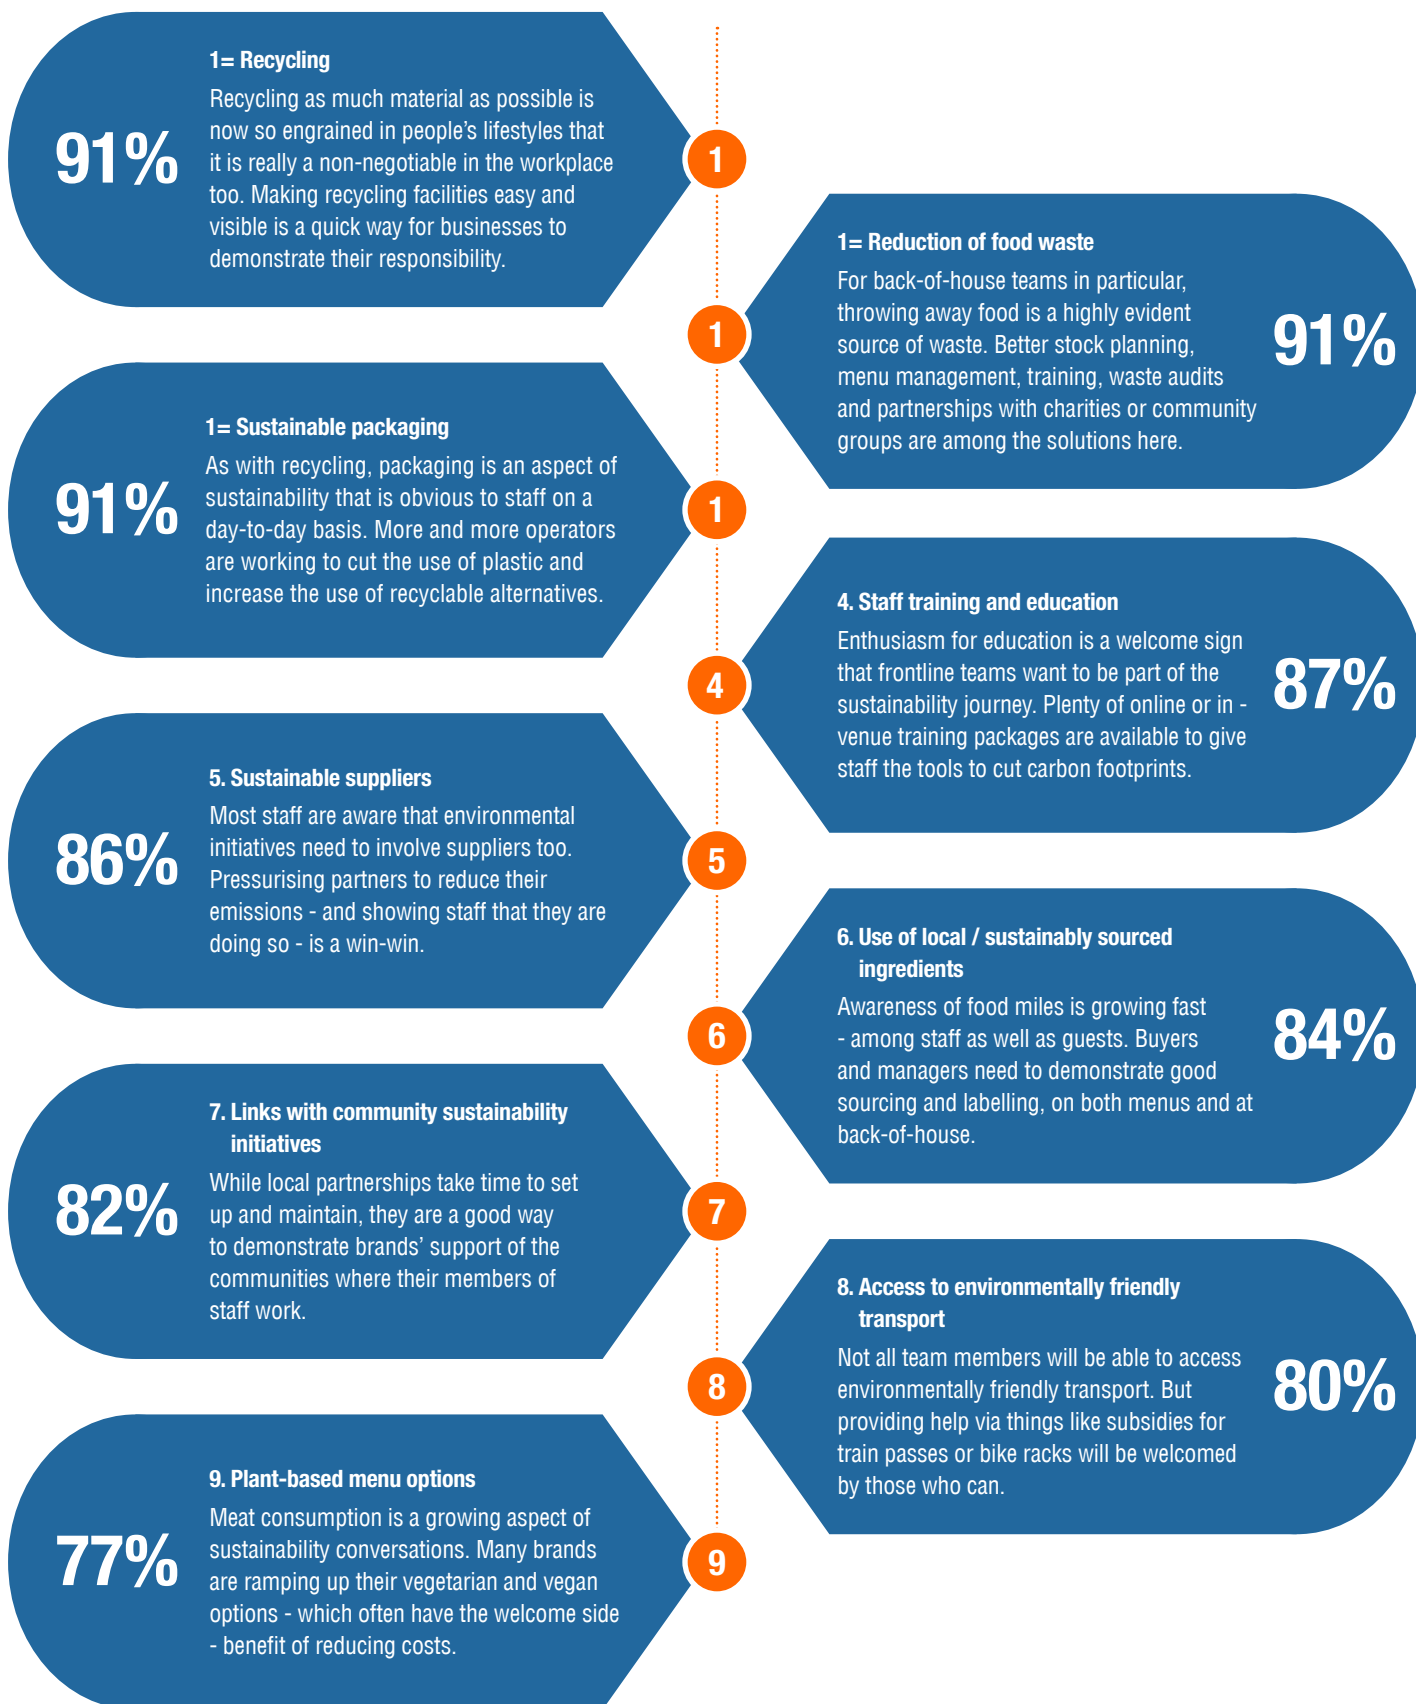 1= Recycling
Recycling as much material as possible is
now so engrained in people’s lifestyles that
it is really a non-negotiable in the workplace
too. Making recycling facilities easy and
visible is a quick way for businesses to
demonstrate their responsibility.
91%
1
1= Reduction of food waste
For back-of-house teams in particular,
throwing away food is a highly evident
source of waste. Better stock planning,
menu management, training, waste audits
and partnerships with charities or community
groups are among the solutions here.
91%
1
1= Sustainable packaging
As with recycling, packaging is an aspect of
sustainability that is obvious to staff on a
day-to-day basis. More and more operators
are working to cut the use of plastic and
increase the use of recyclable alternatives.
91%
1
4. Staff training and education
Enthusiasm for education is a welcome sign
that frontline teams want to be part of the
sustainability journey. Plenty of online or in -
venue training packages are available to give
staff the tools to cut carbon footprints.
87%
4
5. Sustainable suppliers
Most staff are aware that environmental
initiatives need to involve suppliers too.
Pressurising partners to reduce their
emissions - and showing staff that they are
doing so - is a win-win.
86%
5
6. Use of local / sustainably sourced
ingredients
Awareness of food miles is growing fast
- among staff as well as guests. Buyers
and managers need to demonstrate good
sourcing and labelling, on both menus and at
back-of-house.
84%
6
7. Links with community sustainability
initiatives
While local partnerships take time to set
up and maintain, they are a good way
to demonstrate brands’ support of the
communities where their members of
staff work.
82%
7
8. Access to environmentally friendly
transport
Not all team members will be able to access
environmentally friendly transport. But
providing help via things like subsidies for
train passes or bike racks will be welcomed
by those who can.
80%
8
9. Plant-based menu options
Meat consumption is a growing aspect of
sustainability conversations. Many brands
are ramping up their vegetarian and vegan
options - which often have the welcome side
- benefit of reducing costs.
77%
9